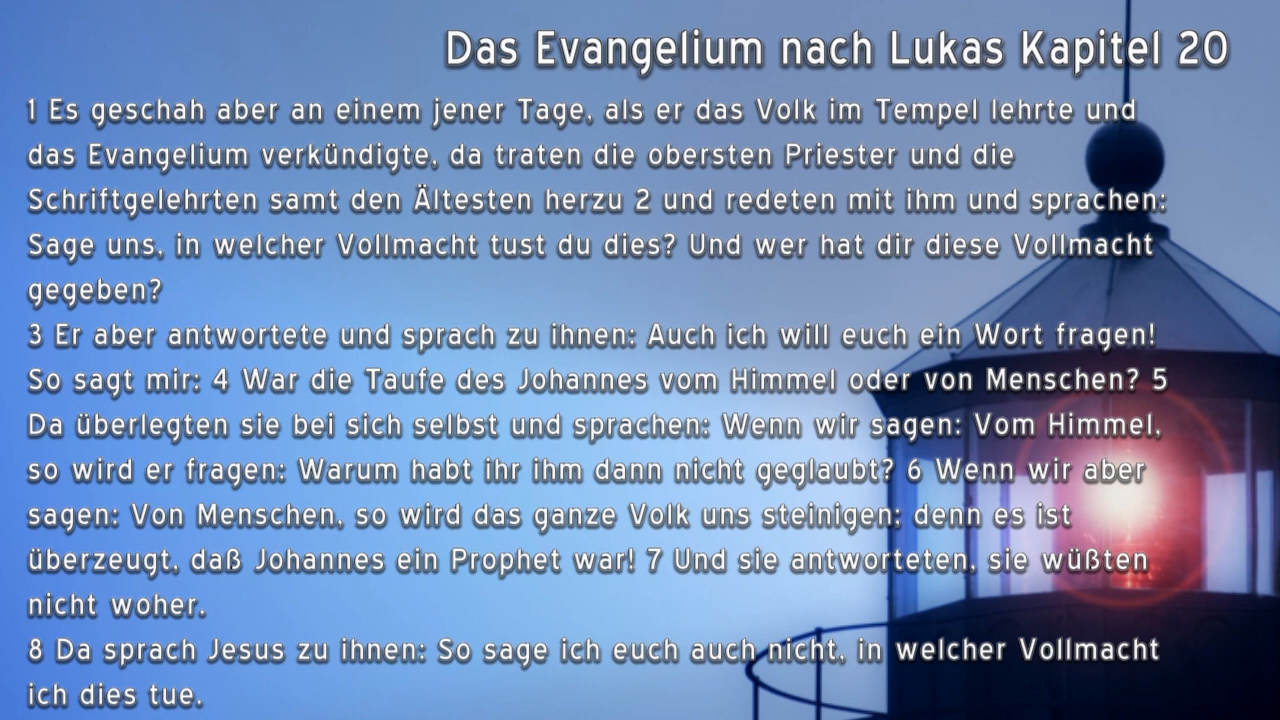 Das Evangelium nach Lukas Kapitel 20
1 Es geschah aber an einem jener Tage, als er das Volk im Tempel lehrte und
das Evangelium verkündigte, da traten die obersten Priester und die
Schriftgelehrten samt den Ältesten herzu 2 und redeten mit ihm und sprachen:
Sage uns, in welcher Vollmacht tust du dies? Und wer hat dir diese Vollmacht
gegeben?
3 Er aber antwortete und sprach zu ihnen: Auch ich will euch ein Wort fragen!
So sagt mir: 4 War die Taufe des Johannes vom Himmel oder von Menschen? 5
Da überlegten sie bei sich selbst und sprachen: Wenn wir sagen: Vom Himmel,
so wird er fragen: Warum habt ihr ihm dann nicht geglaubt? 6 Wenn wir aber
sagen: Von Menschen, so wird das ganze Volk uns steinigen; denn es ist
überzeugt, daß Johannes ein Prophet war! 7 Und sie antworteten, sie wüßten
nicht woher.
8 Da sprach Jesus zu ihnen: So sage ich euch auch nicht, in welcher Vollmacht
ich dies tue.